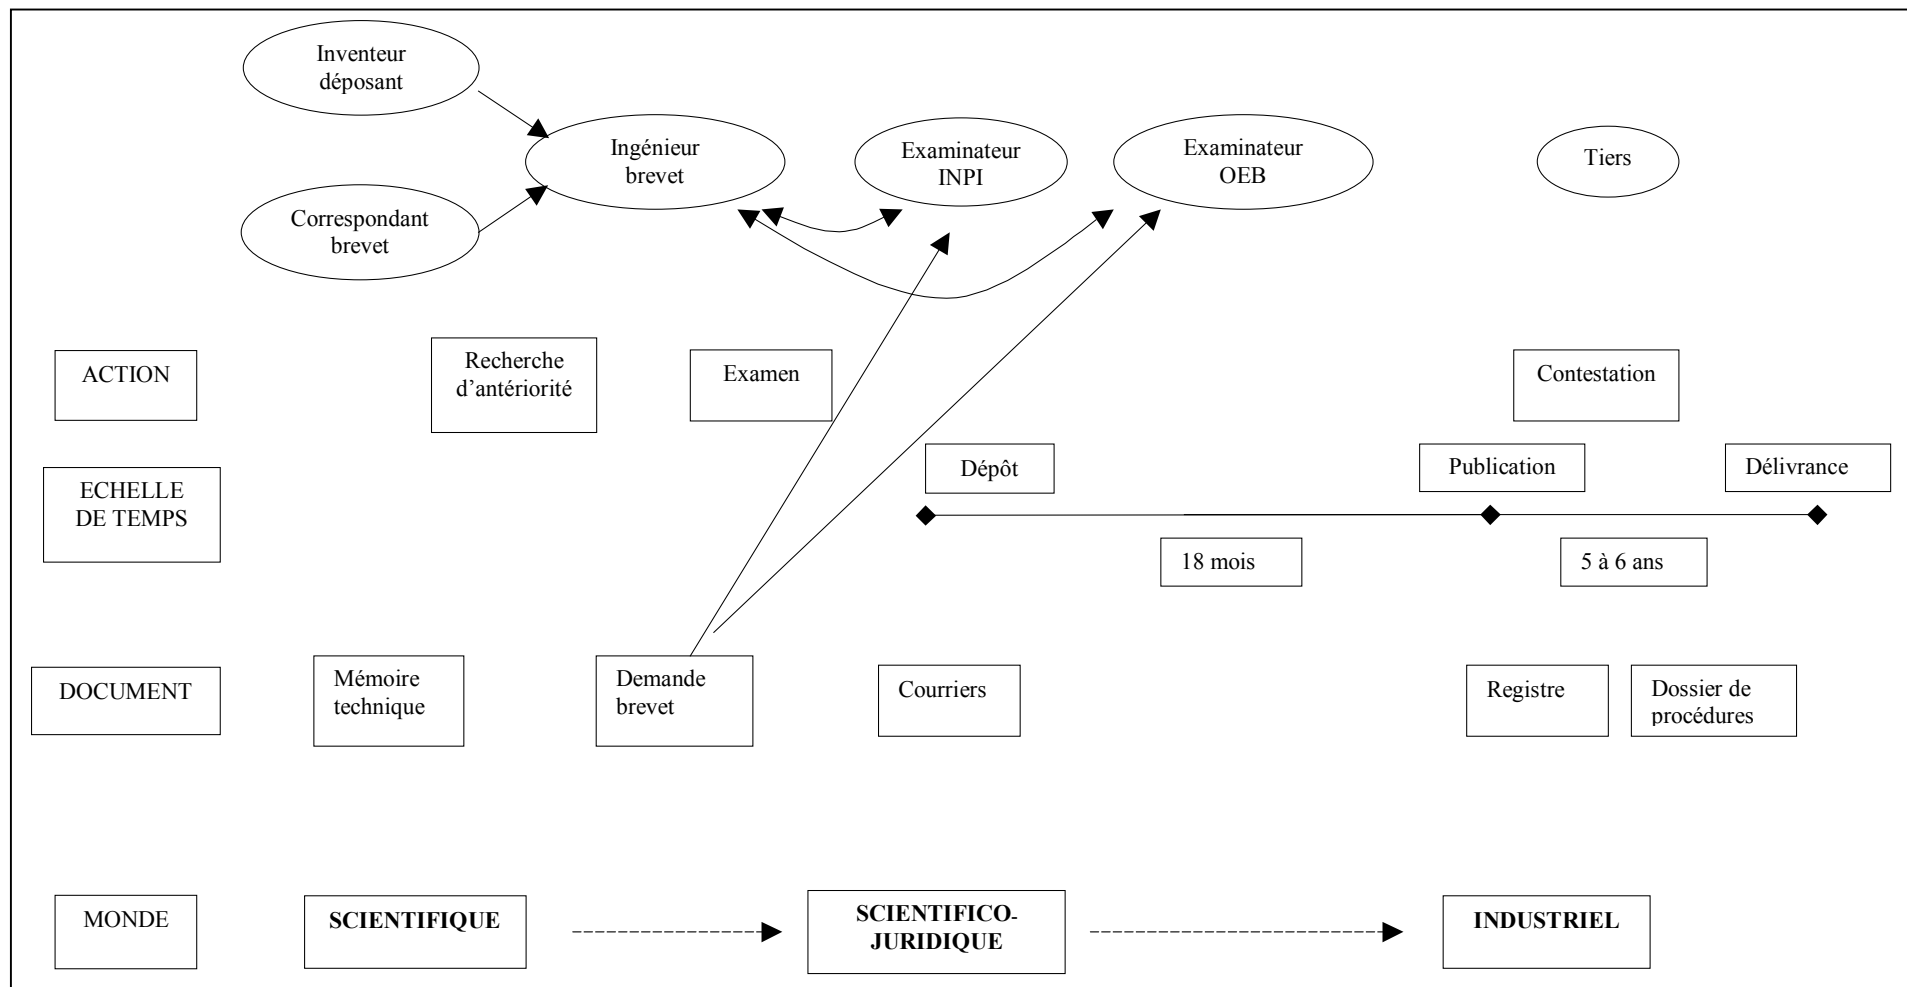 Inventeur
déposant
Ingénieur
brevet
Examinateur
INPI
Examinateur
OEB
Tiers
Correspondant
brevet
ACTION
Recherche
d’antériorité
Examen
Contestation
ECHELLE
DE TEMPS
Dépôt
Publication
Délivrance
18 mois
5 à 6 ans
DOCUMENT
Mémoire
technique
Demande
brevet
Courriers
Registre
Dossier de
procédures
MONDE
SCIENTIFIQUE
SCIENTIFICO-
JURIDIQUE
INDUSTRIEL